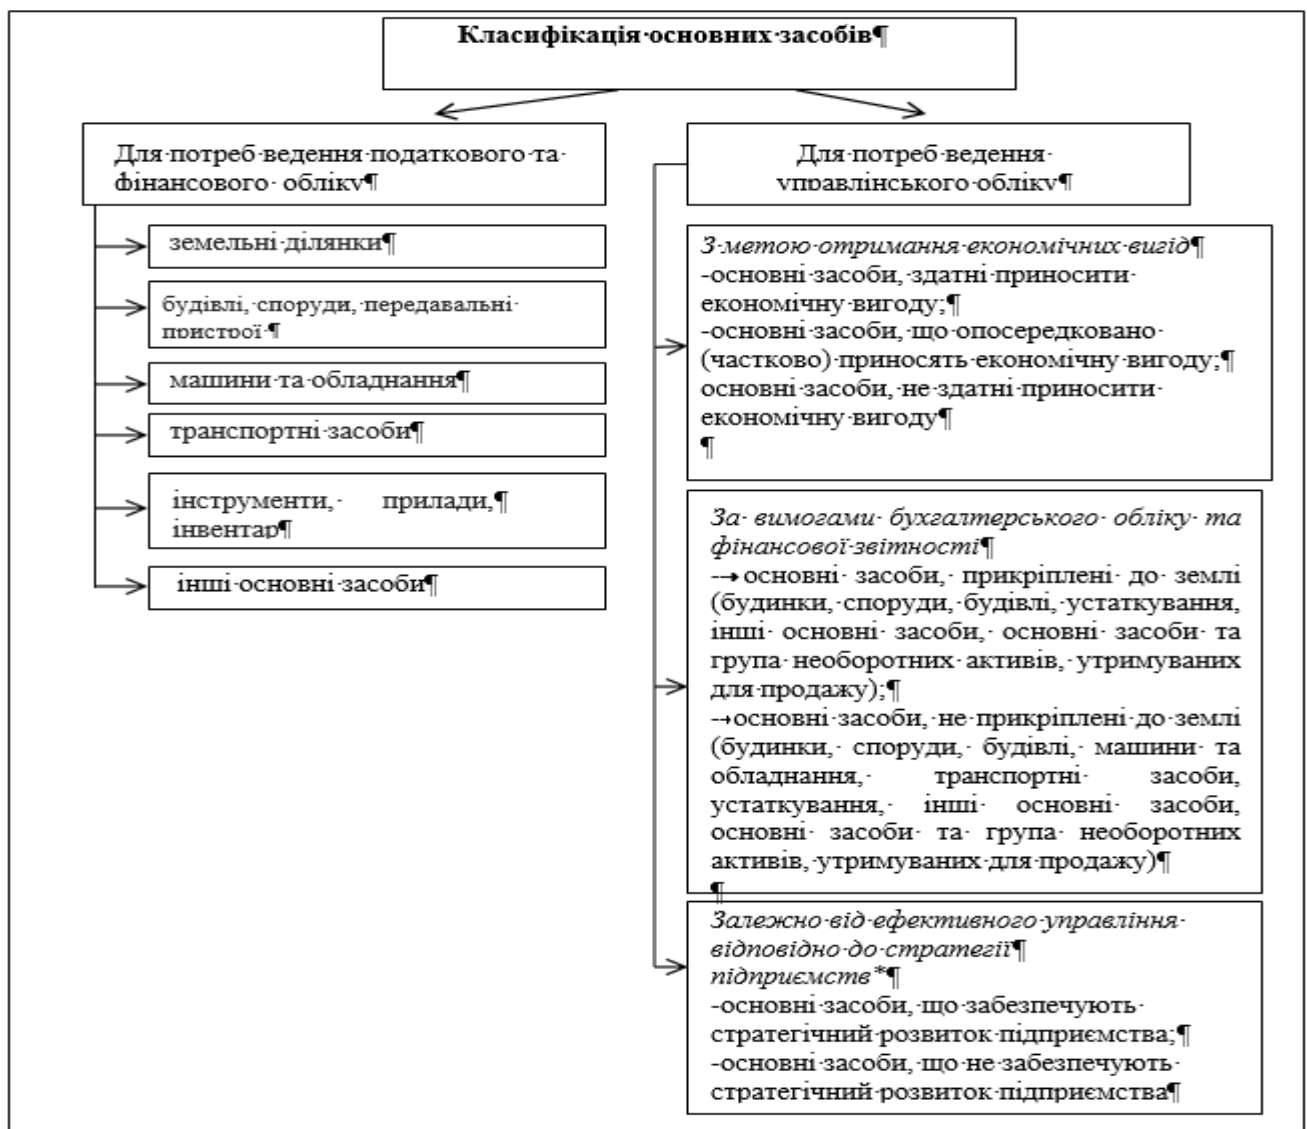 Класифікація·основних·засобів¶
Для·потреб·ведення·податкового·та·
фінансового· обліку¶
земельні·ділянки¶
будівлі,·споруди,·передавальні·
пристрої·¶
машини·та·обладнання¶
транспортні·засоби¶
інструменти,· прилади,¶
інвентар¶
інші·основні·засоби¶
Для·потреб·ведення·
управлінського·обліку¶
З·метою·отримання·економічних·вигід¶
-основні·засоби,·здатні·приносити·
економічну·вигоду;¶
-основні·засоби,·що·опосередковано·
(частково)·приносять·економічну·вигоду;¶
основні·засоби,·не·здатні·приносити·
економічну·вигоду¶
¶
За· вимогами· бухгалтерського· обліку· та
фінансової·звітності¶
-→основні· засоби,· прикріплені· до· землі
(будинки,·споруди,·будівлі,·устаткування,
інші· основні· засоби,· основні· засоби· та
група· необоротних· активів,· утримуваних
для·продажу);¶
-→основні·засоби,·не·прикріплені·до·землі
(будинки,· споруди,· будівлі,· машини· та
обладнання,· транспортні· засоби,
устаткування,· інші· основні· засоби,
основні· засоби· та· група· необоротних
активів,·утримуваних·для·продажу)¶
¶
Залежно·від·ефективного·управління·
відповідно·до·стратегії¶
підприємств*¶
-основні·засоби,·що·забезпечують·
стратегічний·розвиток·підприємства;¶
-основні·засоби,·що·не·забезпечують·
стратегічний·розвиток·підприємства¶